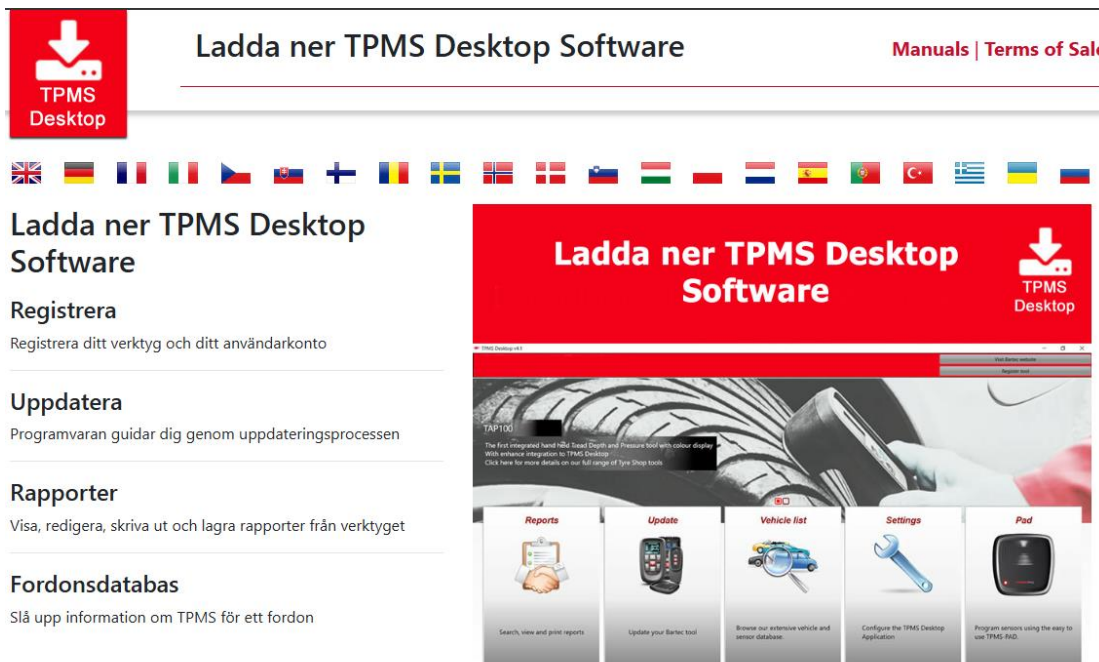 TPMS
Desktop
Ladda ner TPMS Desktop Software
Manuals | Terms of Sale
Ladda ner TPMS Desktop
Software
Registrera
Registrera ditt verktyg och ditt användarkonto
Uppdatera
Programvaran guidar dig genom uppdateringsprocessen
Rapporter
Visa, redigera, skriva ut och lagra rapporter från verktyget
Fordonsdatabas
Slå upp information om TPMS för ett fordon
Ladda ner TPMS Desktop
Software
TPMS
Desktop
Visit Bartec website
Register tool
TAP100
The first integrated hand held Tread Depth and Pressure tool with colour display
With enhance integration to TPMS Desktop
Click here for more details on our full range of Tyre Shop tools
Reports
Search, view and print reports
Update
Update your Bartec tool
Vehicle list
Browse our extensive vehicle and
sensor database.
Settings
Configure the TPMS Desktop
Application
Pad
Program sensors using the easy to
use TPMS-PAD.